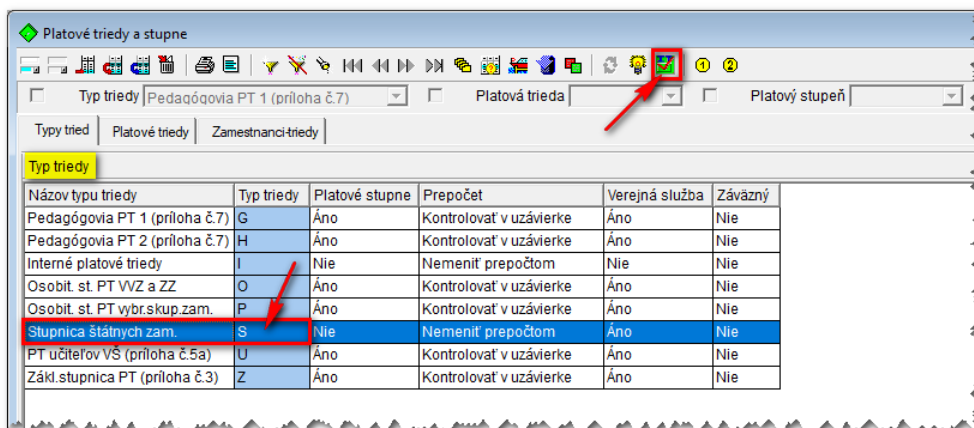 Platové triedy a stupne
1 2
Typ triedy Pedagógovia PT 1 (príloha č.7) Platová trieda Platový stupeň
Typy tried Platové triedy Zamestnanci-triedy
Typ triedy
Názov typu triedy Typ triedy Platové stupne Prepočet Verejná služba Záväzný
Pedagógovia PT 1 (príloha č.7) G Áno Kontrolovať v uzávierke Áno Nie
Pedagógovia PT 2 (príloha č.7) H Áno Kontrolovať v uzávierke Áno Nie
Interné platové triedy I Nie Nemeniť prepočtom Nie Nie
Osobit. st. PT VVZ a ZZ O Áno Kontrolovať v uzávierke Áno Nie
Osobit. st. PT vybr.skup.zam. P Áno Kontrolovať v uzávierke Áno Nie
Stupnica štátnych zam. S Nie Nemeniť prepočtom Áno Nie
PT učiteľov VŠ (príloha č.5a) U Áno Kontrolovať v uzávierke Áno Nie
Zákl.stupnica PT (príloha č.3) Z Áno Kontrolovať v uzávierke Áno Nie